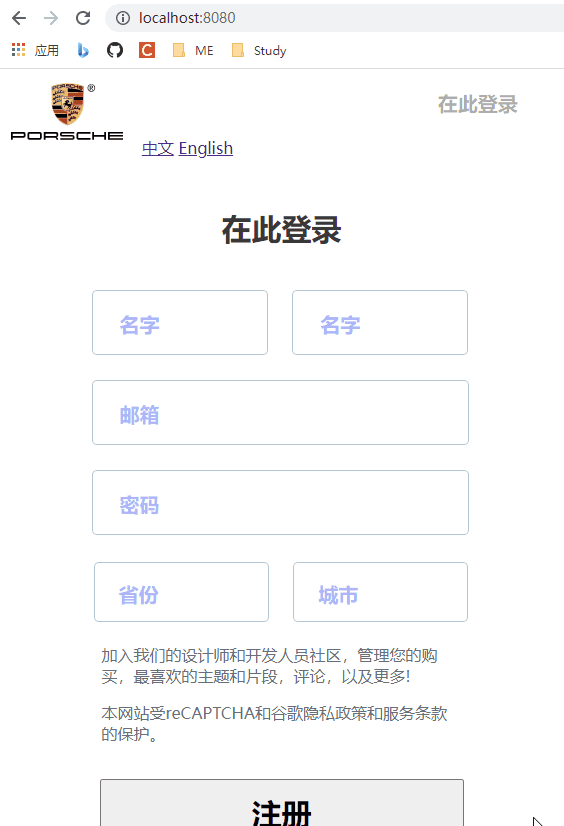 localhost:8080
应用 ME Study
PORSCHE ®
在此登录
中文 English
在此登录
名字 名字
邮箱
密码
省份 城市
加入我们的设计师和开发人员社区，管理您的购
买，最喜欢的主题和片段，评论，以及更多!
本网站受reCAPTCHA和谷歌隐私政策和服务条款
的保护。
注册